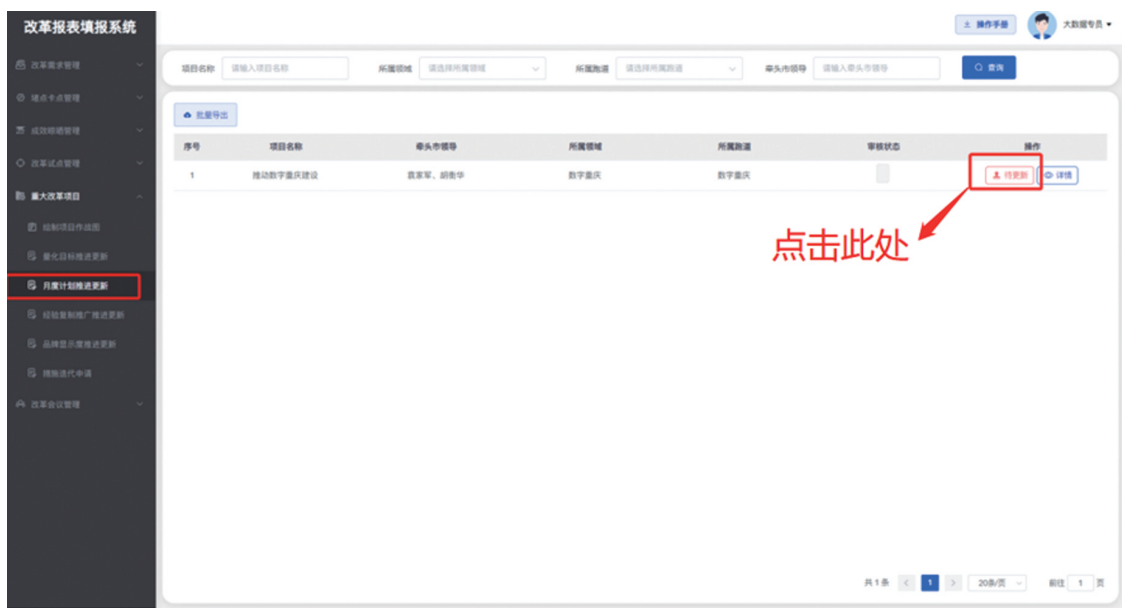 改革报表填报系统
操作手册
大数据专员
改革需求管理
堵点卡点管理
成效晾晒管理
改革试点管理
重大改革项目
绘制项目作战图
量化目标推进更新
月度计划推进更新
经验复制推广推进更新
品牌显示度推进更新
措施迭代申请
改革会议管理
项目名称 请输入项目名称 所属领域 请选择所属领域 所属跑道 请选择所属跑道 牵头市领导 请输入牵头市领导 查询
批量导出
序号 项目名称 牵头市领导 所属领域 所属跑道 审核状态 操作
1 推动数字重庆建设 袁家军、胡衡华 数字重庆 数字重庆 待更新 详情
点击此处
共 1 条 1 20条/页 前往 1 页